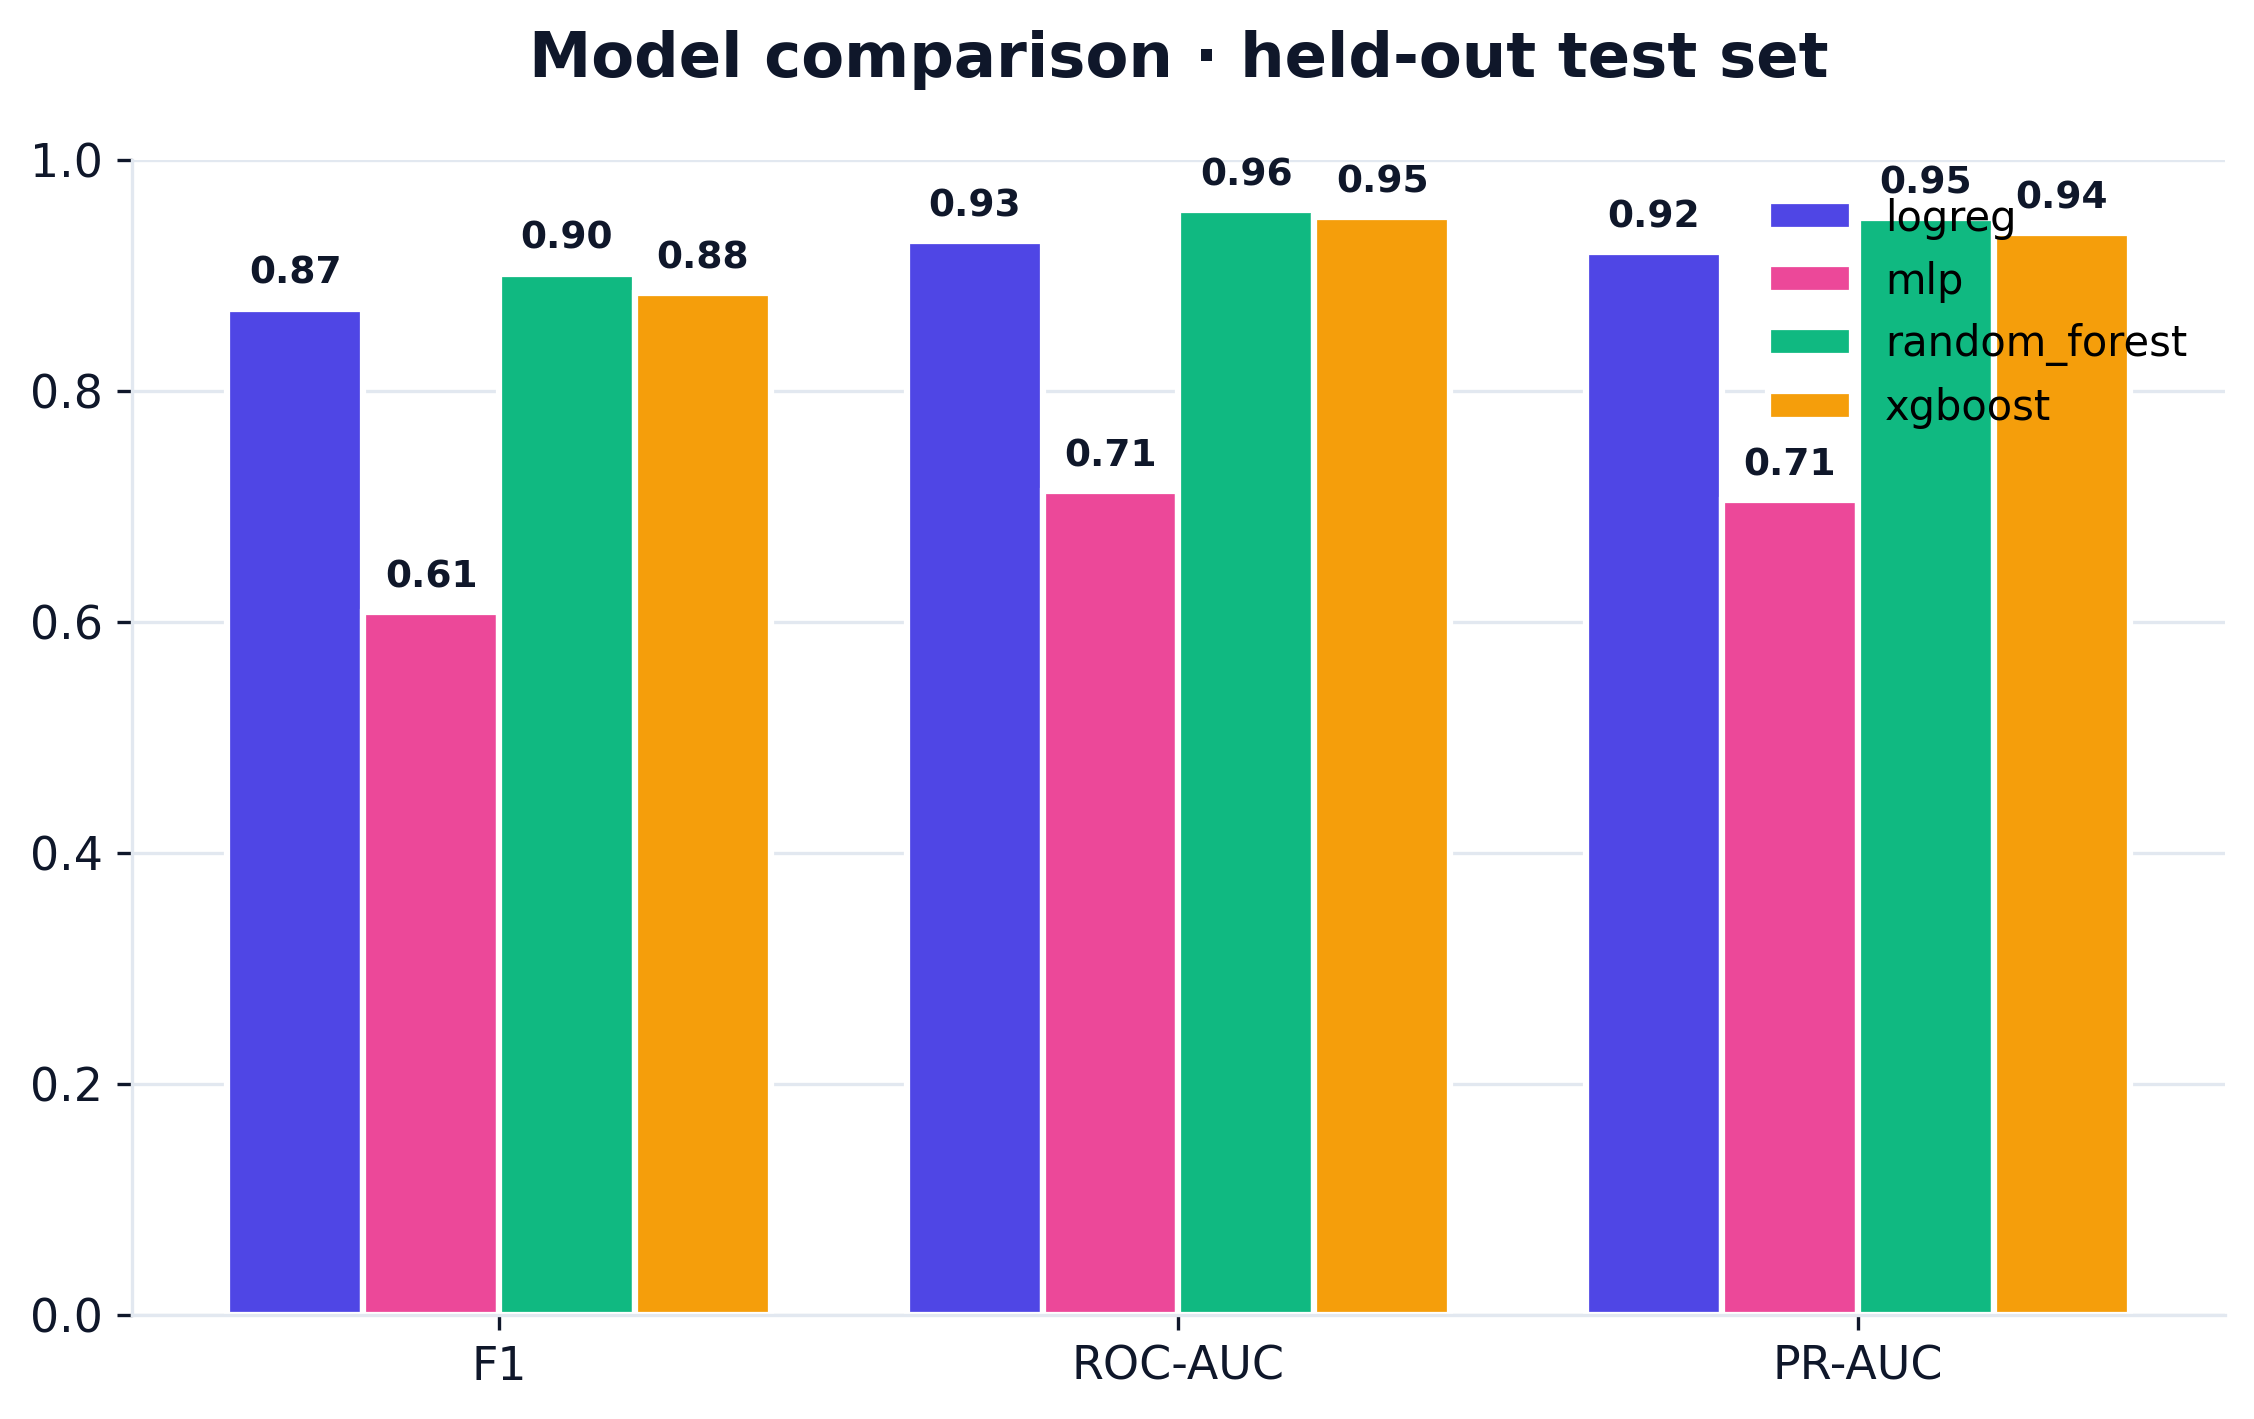 Model comparison · held-out test set
1.0
0.8
0.6
0.4
0.2
0.0
0.87
0.61
0.90
0.88
0.93
0.71
0.96
0.95
0.92
0.71
0.95
0.94
logreg
mlp
random_forest
xgboost
F1
ROC-AUC
PR-AUC